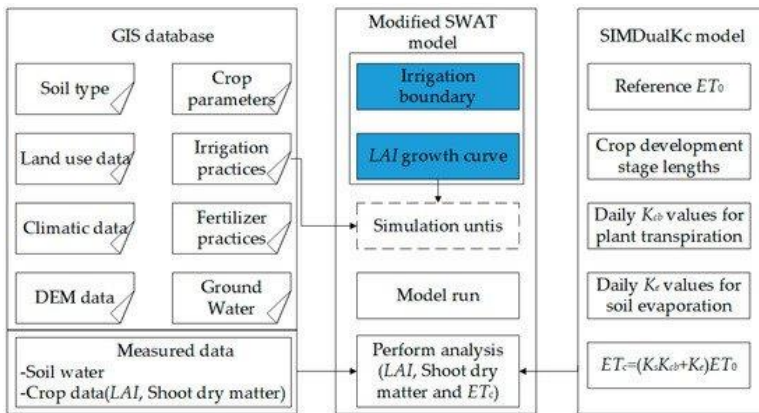 GIS database
Soil type
Crop
parameters
Land use data
Irrigation
practices
Climatic data
Fertilizer
practices
DEM data
Ground
Water
Measured data
-Soil water
-Crop data(LAI, Shoot dry matter)
Modified SWAT
model
Irrigation
boundary
LAI growth curve
Simulation untis
Model run
Perform analysis
(LAI, Shoot dry
matter and ETc)
SIMDualKc model
Reference ET0
Crop development
stage lengths
Daily Kcb values for
plant transpiration
Daily Ke values for
soil evaporation
ETc=(KsKcb+Ke)ET0